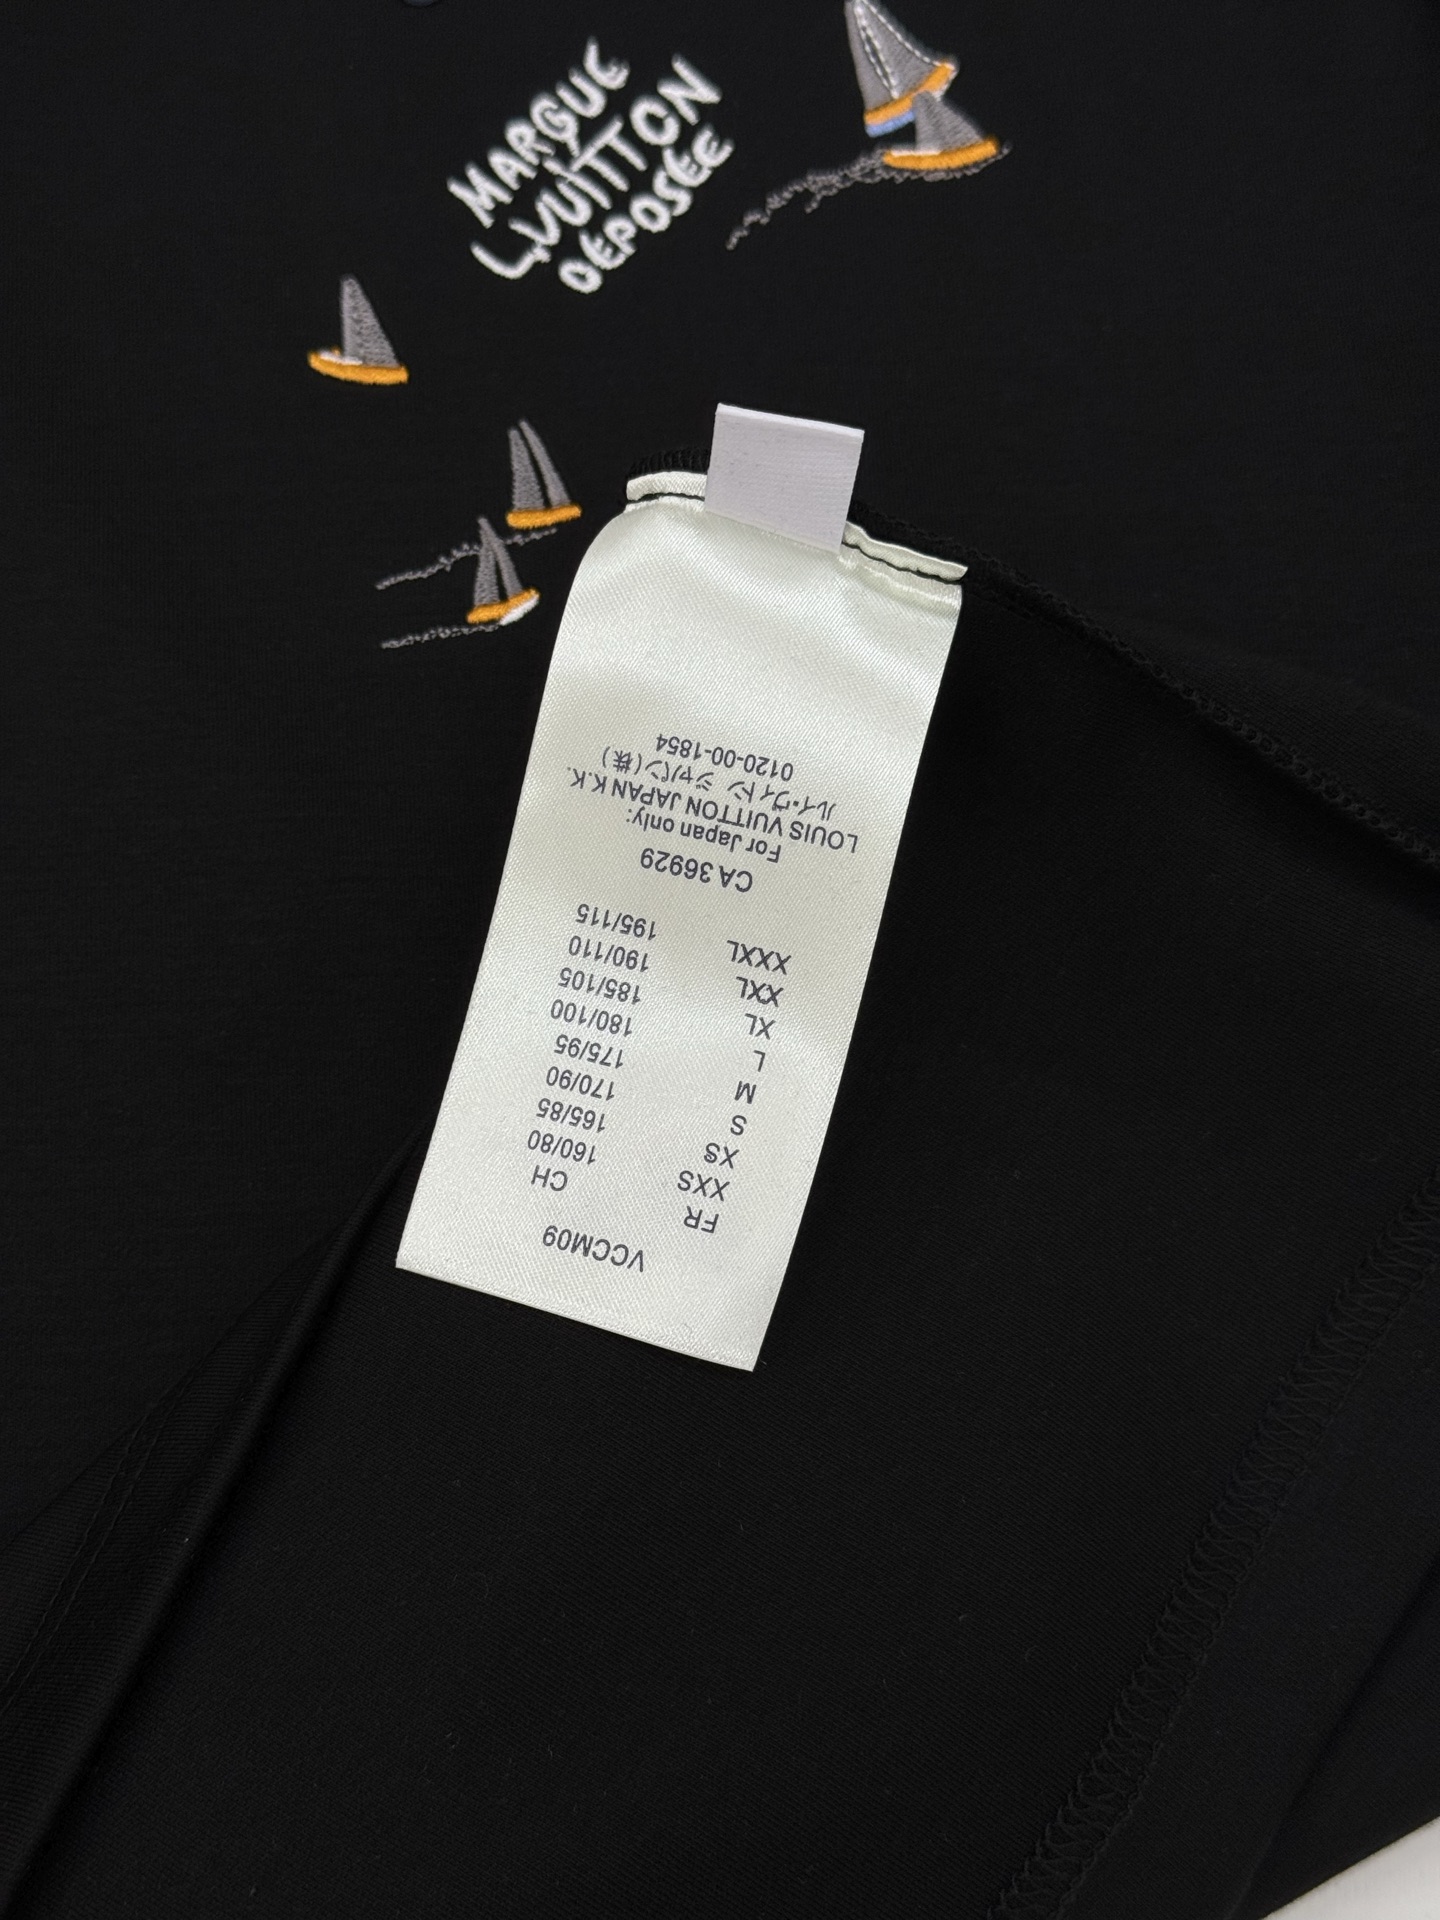 MARQUE
L.VUITTON
DÉPOSÉE
VCCM09
FR CH
XXS 160/80
XS 165/85
S 170/90
M 175/95
L 180/100
XL 185/105
XXL 190/110
XXXL 195/115
CA 36929
For Japan only:
LOUIS VUITTON JAPAN K.K.
ルイ・ヴィトン ジャパン(株)
0120-00-1854